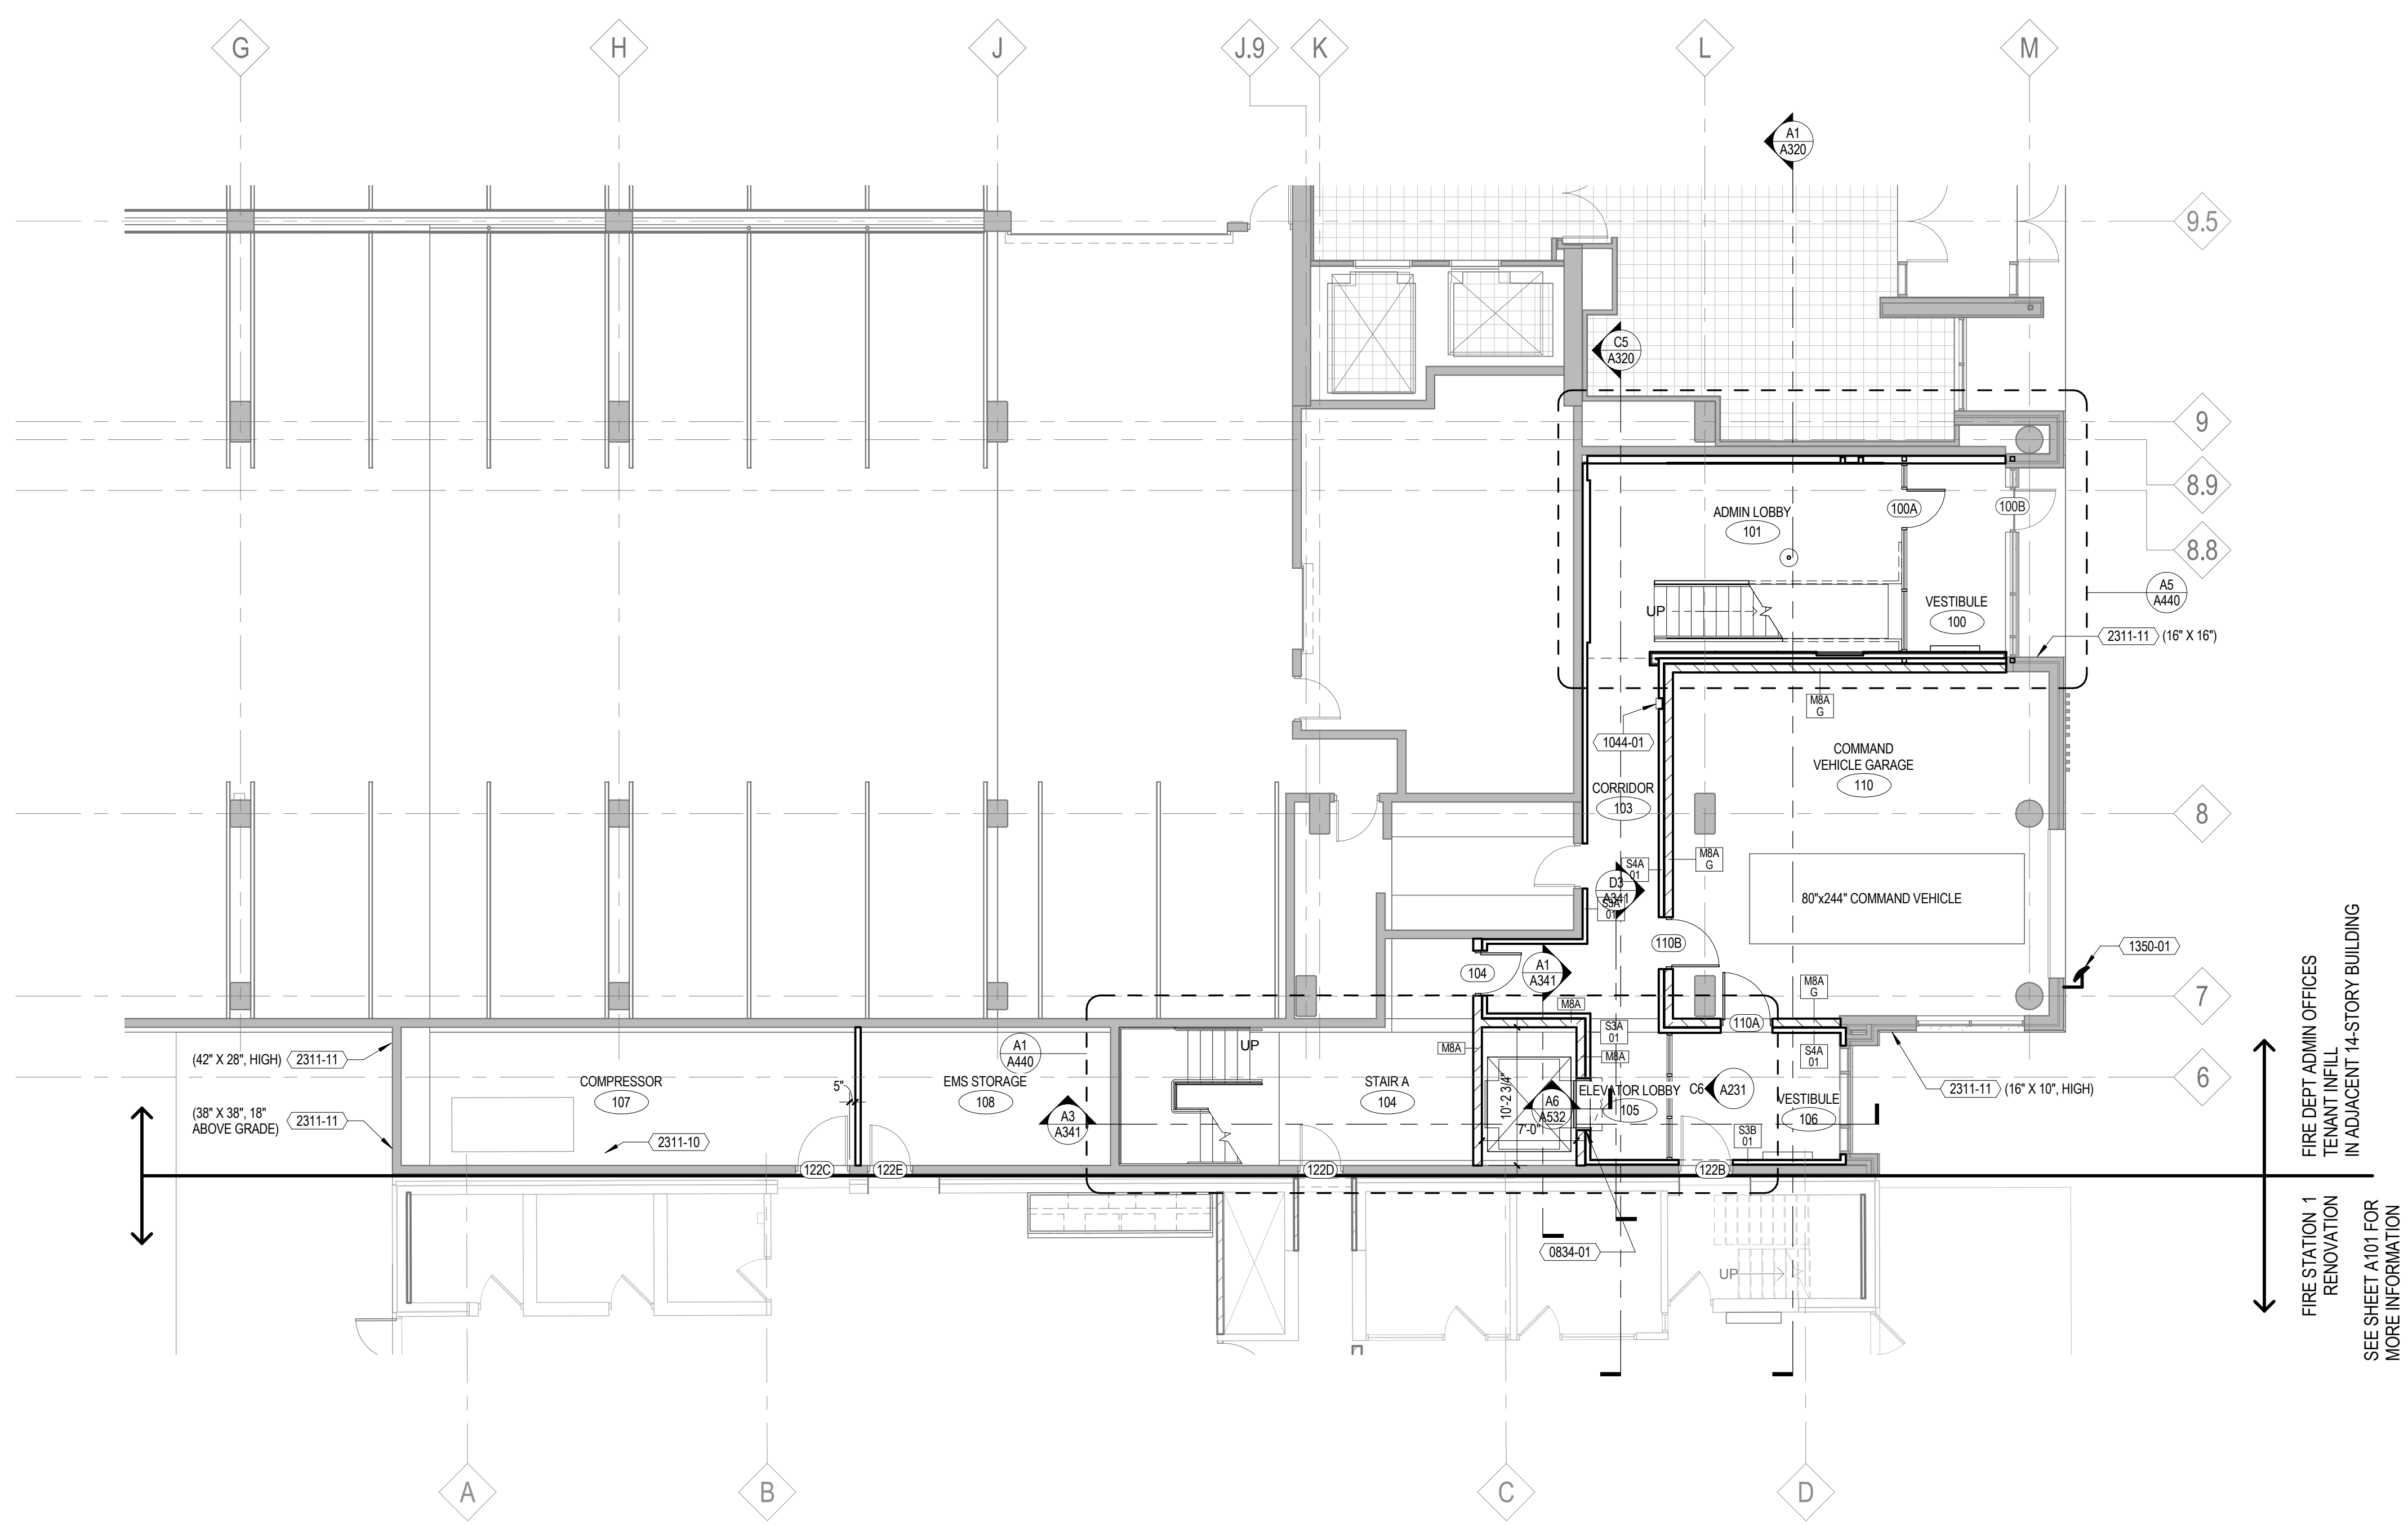 G
H
J
J.9
K
L
M
A1
A320
9.5
C5
A320
9
8.9
8.8
ADMIN LOBBY
101
100A
100B
A5
A440
UP
VESTIBULE
100
2311-11 (16" X 16")
M8A
G
1044-01
COMMAND
VEHICLE GARAGE
110
CORRIDOR
103
8
M8A
G
S4A
01
D3
A341
S3A
01
80"x244" COMMAND VEHICLE
110B
1350-01
104
A1
A341
M8A
G
7
M8A
S3A
01
110A
A1
A440
UP
M8A
M8A
S4A
01
(42" X 28", HIGH) 2311-11
COMPRESSOR
107
5"
EMS STORAGE
108
STAIR A
104
10'-2 3/4"
ELEVATOR LOBBY
105
C6
A231
6
2311-11 (16" X 10", HIGH)
(38" X 38", 18"
ABOVE GRADE)
2311-11
A3
A341
A6
A532
7'-0"
VESTIBULE
106
2311-10
S3B
01
122C
122E
122D
122B
0834-01
UP
FIRE DEPT ADMIN OFFICES
TENANT INFILL
IN ADJACENT 14-STORY BUILDING
FIRE STATION 1
RENOVATION
SEE SHEET A101 FOR
MORE INFORMATION
A
B
C
D